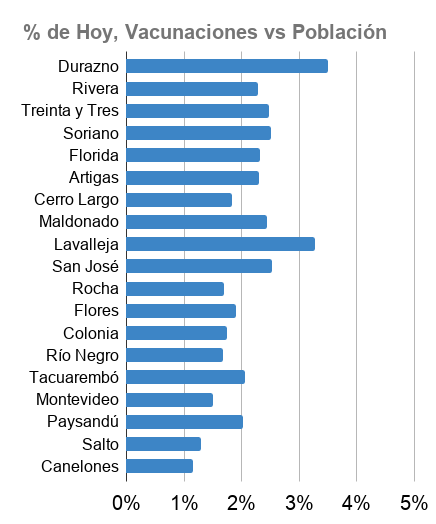 % de Hoy, Vacunaciones vs Población
Durazno
Rivera
Treinta y Tres
Soriano
Florida
Artigas
Cerro Largo
Maldonado
Lavalleja
San José
Rocha
Flores
Colonia
Río Negro
Tacuarembó
Montevideo
Paysandú
Salto
Canelones
0% 1% 2% 3% 4% 5%